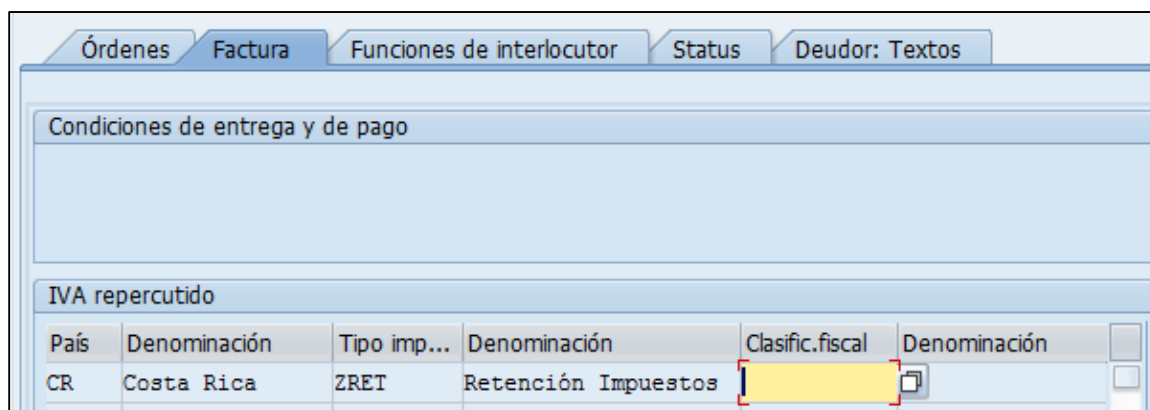 Órdenes Factura Funciones de interlocutor Status Deudor: Textos
Condiciones de entrega y de pago
IVA repercutido
País Denominación Tipo imp... Denominación Clasific.fiscal Denominación
CR Costa Rica ZRET Retención Impuestos